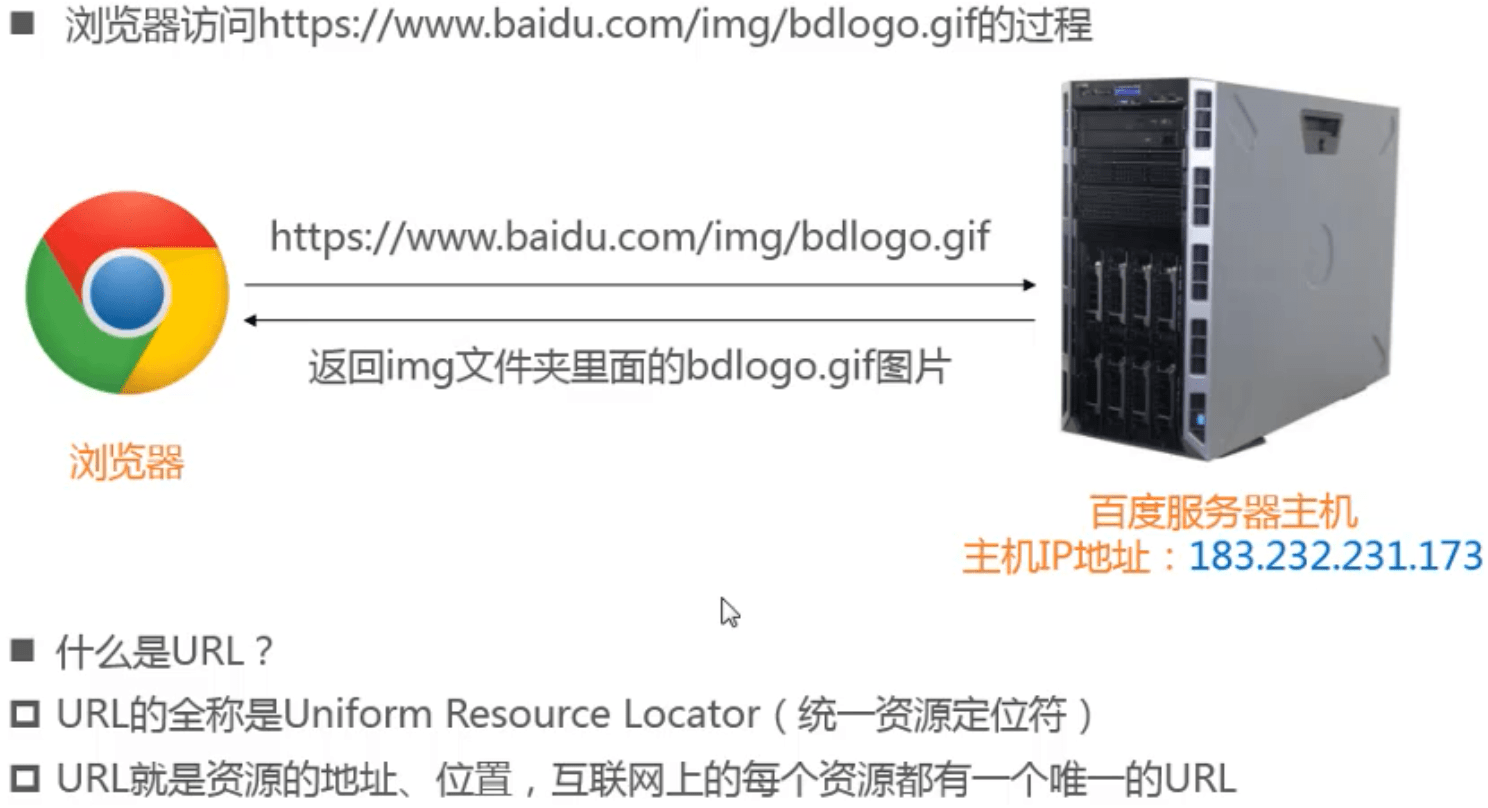 浏览器访问https://www.baidu.com/img/bdlogo.gif的过程
https://www.baidu.com/img/bdlogo.gif
返回img文件夹里面的bdlogo.gif图片
浏览器
百度服务器主机
主机IP地址：183.232.231.173
什么是URL？
URL的全称是Uniform Resource Locator（统一资源定位符）
URL就是资源的地址、位置，互联网上的每个资源都有一个唯一的URL